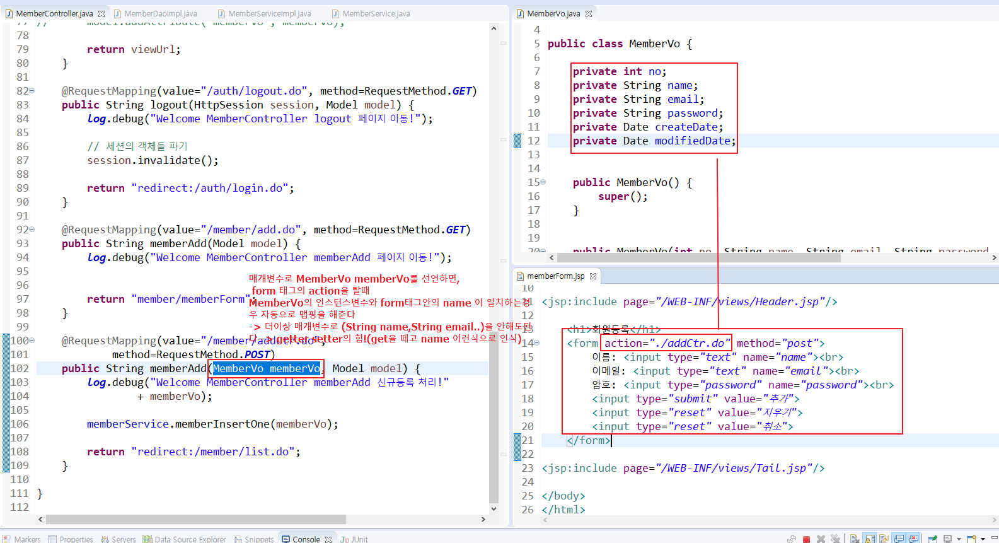 MemberController.java
MemberDaoImpl.java
MemberServiceImpl.java
MemberService.java
77 // model.addAttribute("memberVo", memberVo);
78
79 return viewUrl;
80 }
81
82 @RequestMapping(value="/auth/logout.do", method=RequestMethod.GET)
83 public String logout(HttpSession session, Model model) {
84 log.debug("Welcome MemberController logout 페이지 이동!");
85
86 // 세션의 객체들 파기
87 session.invalidate();
88
89 return "redirect:/auth/login.do";
90 }
91
92 @RequestMapping(value="/member/add.do", method=RequestMethod.GET)
93 public String memberAdd(Model model) {
94 log.debug("Welcome MemberController memberAdd 페이지 이동!");
95
96
97 return "member/memberForm";
98 }
99
100 @RequestMapping(value="/member/addCtr.do",
101 method=RequestMethod.POST)
102 public String memberAdd(MemberVo memberVo, Model model) {
103 log.debug("Welcome MemberController memberAdd 신규등록 처리!"
104 + memberVo);
105
106 memberService.memberInsertOne(memberVo);
107
108 return "redirect:/member/list.do";
109 }
110
111 }
112
매개변수로 MemberVo memberVo를 선언하면,
form 태그의 action을 탈때
MemberVo의 인스턴스변수와 form태그안의 name 이 일치하는경
우 자동으로 맵핑을 해준다
-> 더이상 매개변수로 (String name,String email..)을 안해도된
다 -> getter,setter의 힘!(get을 떼고 name 이런식으로 인식)
MemberVo.java
4
5 public class MemberVo {
6
7 private int no;
8 private String name;
9 private String email;
10 private String password;
11 private Date createDate;
12 private Date modifiedDate;
13
14
15 public MemberVo() {
16 super();
17 }
18
19
20 public MemberVo(int no, String name, String email, String password,
memberForm.jsp
10
11 <jsp:include page="/WEB-INF/views/Header.jsp"/>
12
13 <h1>회원등록</h1>
14 <form action="./addCtr.do" method="post">
15 이름: <input type="text" name="name"><br>
16 이메일: <input type="text" name="email"><br>
17 암호: <input type="password" name="password"><br>
18 <input type="submit" value="추가">
19 <input type="reset" value="지우기">
20 <input type="reset" value="취소">
21 </form>
22
23 <jsp:include page="/WEB-INF/views/Tail.jsp"/>
24
25 </body>
26 </html>
Markers Properties Servers Data Source Explorer Snippets Console JUnit